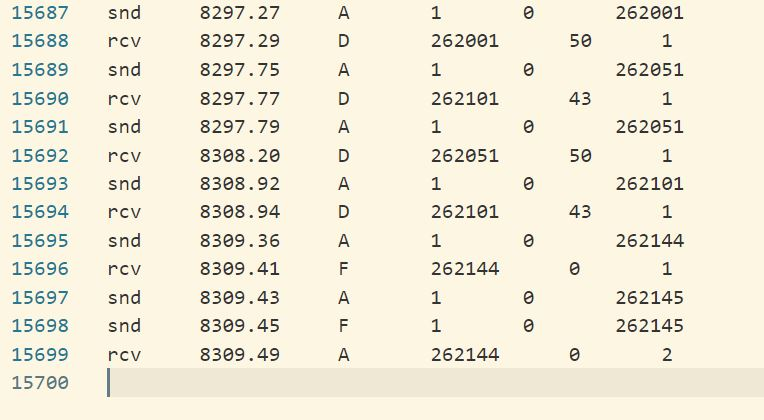 15687 snd 8297.27 A 1 0 262001
15688 rcv 8297.29 D 262001 50 1
15689 snd 8297.75 A 1 0 262051
15690 rcv 8297.77 D 262101 43 1
15691 snd 8297.79 A 1 0 262051
15692 rcv 8308.20 D 262051 50 1
15693 snd 8308.92 A 1 0 262101
15694 rcv 8308.94 D 262101 43 1
15695 snd 8309.36 A 1 0 262144
15696 rcv 8309.41 F 262144 0 1
15697 snd 8309.43 A 1 0 262145
15698 snd 8309.45 F 1 0 262145
15699 rcv 8309.49 A 262144 0 2
15700